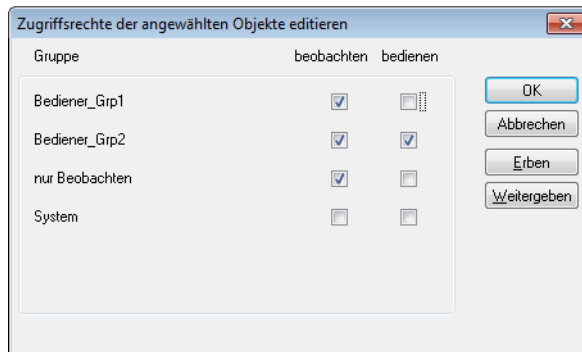 Zugriffsrechte der angewählten Objekte editieren
Gruppe beobachten bedienen
Bediener_Grp1
Bediener_Grp2
nur Beobachten
System
OK
Abbrechen
Erben
Weitergeben